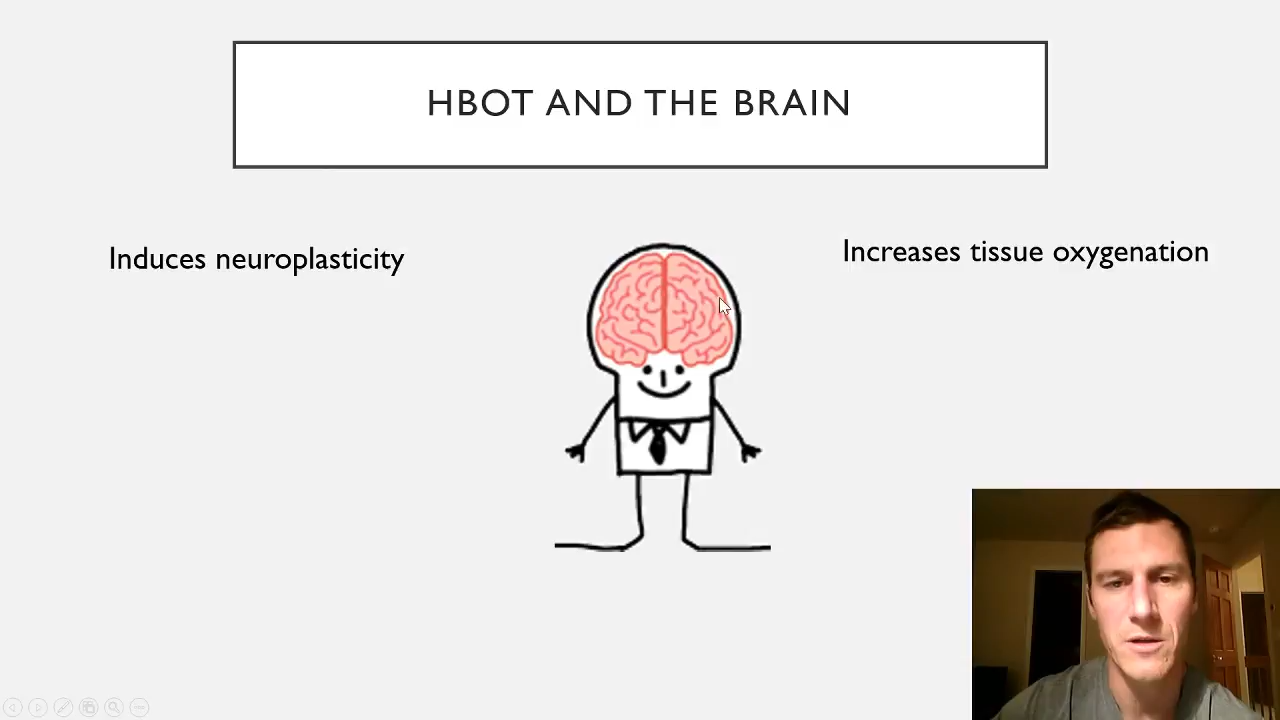 HBOT AND THE BRAIN
Induces neuroplasticity
Increases tissue oxygenation